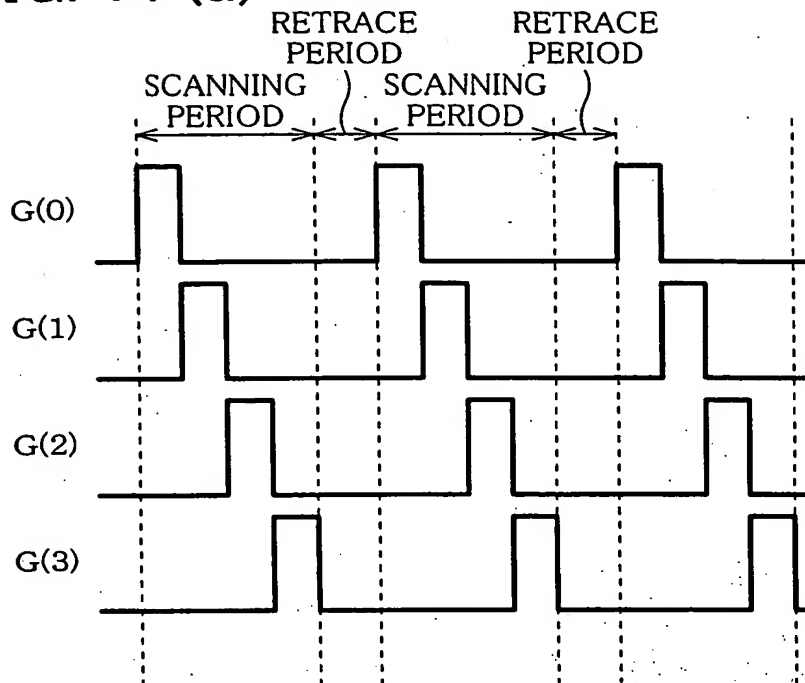 RETRACE
PERIOD
RETRACE
PERIOD
SCANNING
PERIOD
SCANNING
PERIOD
G(0)
G(1)
G(2)
G(3)